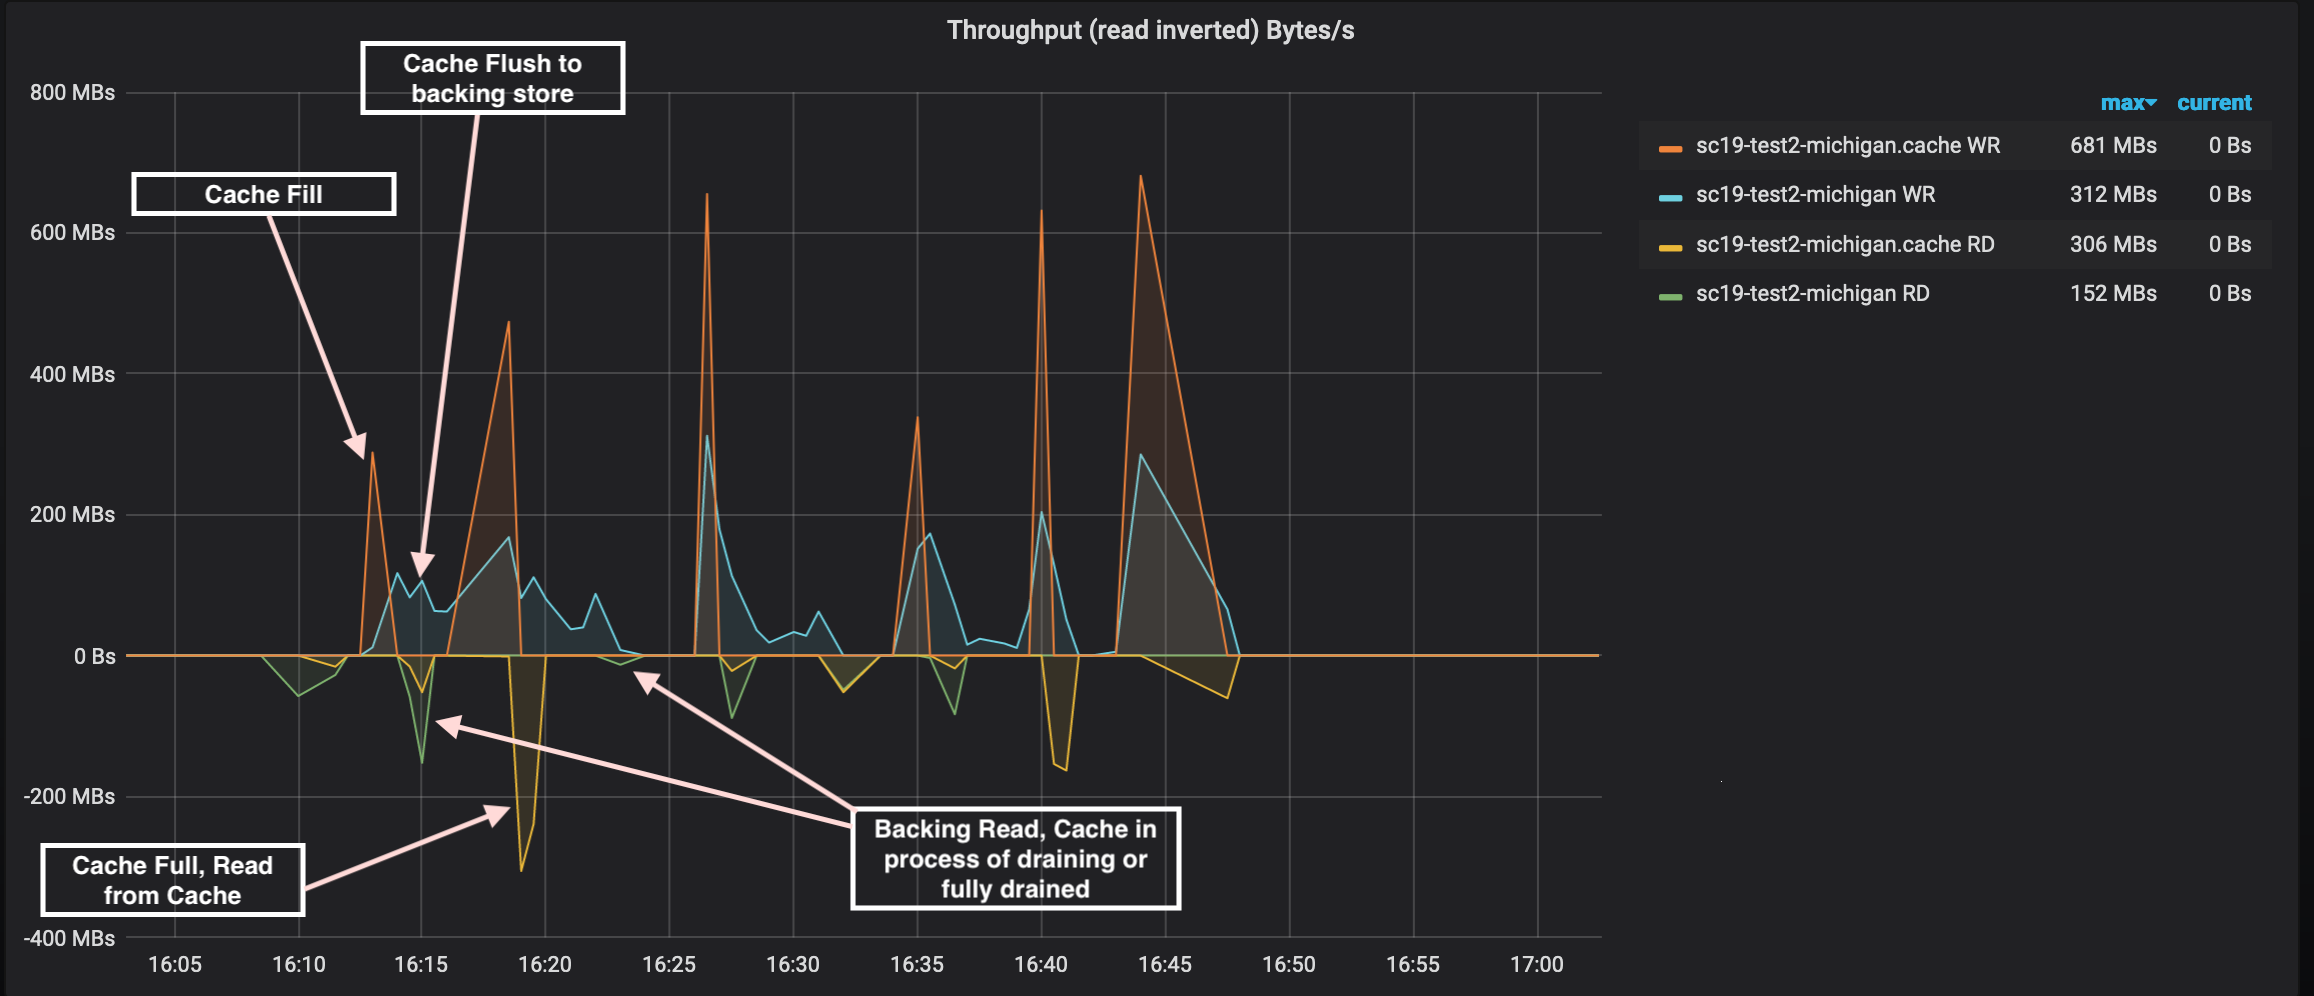 Throughput (read inverted) Bytes/s
Cache Flush to
backing store
Cache Fill
800 MBs
600 MBs
400 MBs
200 MBs
0 Bs
-200 MBs
-400 MBs
max current
sc19-test2-michigan.cache WR 681 MBs 0 Bs
sc19-test2-michigan WR 312 MBs 0 Bs
sc19-test2-michigan.cache RD 306 MBs 0 Bs
sc19-test2-michigan RD 152 MBs 0 Bs
Cache Full, Read
from Cache
Backing Read, Cache in
process of draining or
fully drained
16:05 16:10 16:15 16:20 16:25 16:30 16:35 16:40 16:45 16:50 16:55 17:00